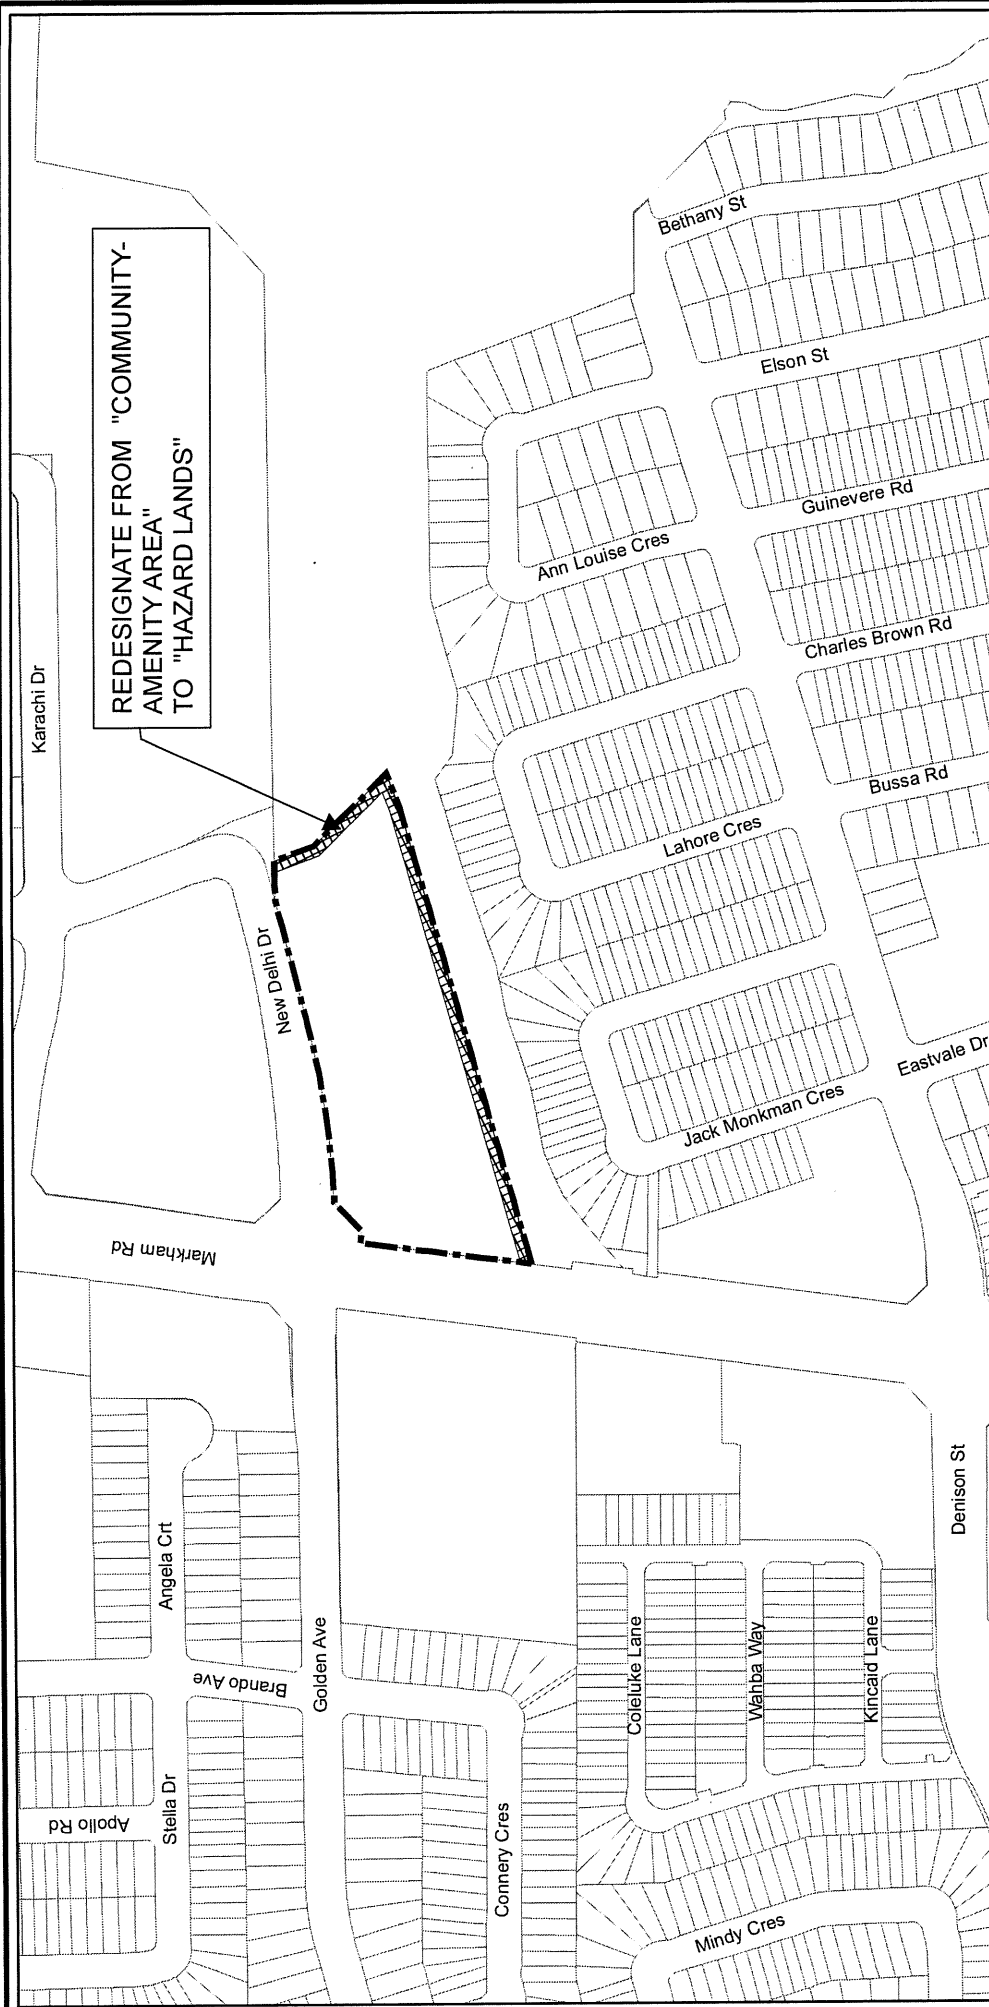 REDESIGNATE FROM "COMMUNITY-
AMENITY AREA"
TO "HAZARD LANDS"
Karachi Dr
New Delhi Dr
Markham Rd
Bethany St
Elson St
Guinevere Rd
Ann Louise Cres
Charles Brown Rd
Bussa Rd
Lahore Cres
Eastvale Dr
Jack Monkman Cres
Denison St
Angela Crt
Brando Ave
Golden Ave
Apollo Rd
Stella Dr
Connery Cres
Coleluke Lane
Wahba Way
Kincaid Lane
Mindy Cres